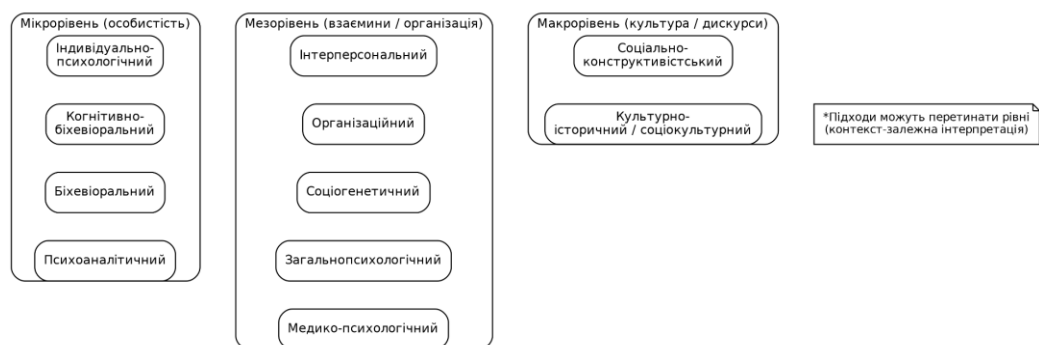 Мікрорівень (особистість)
Індивідуально-
психологічний
Когнітивно-
біхевіоральний
Біхевіоральний
Психоаналітичний
Мезорівень (взаємини / організація)
Інтерперсональний
Організаційний
Соціогенетичний
Загальнопсихологічний
Медико-психологічний
Макрорівень (культура / дискурси)
Соціально-
конструктивістський
Культурно-
історичний / соціокультурний
*Підходи можуть перетинати рівні
(контекст-залежна інтерпретація)